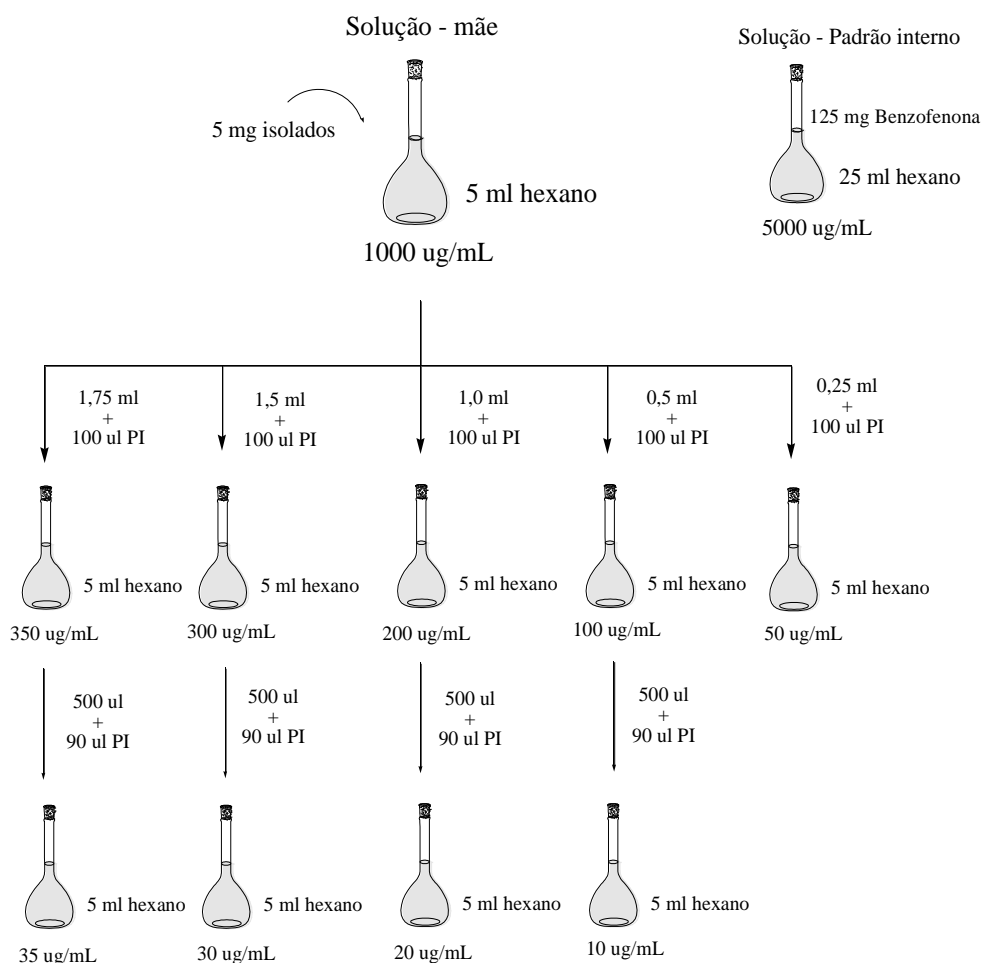 Solução - mãe
Solução - Padrão interno
5 mg isolados
125 mg Benzofenona
5 ml hexano
25 ml hexano
1000 ug/mL
5000 ug/mL
1,75 ml
+
100 ul PI
1,5 ml
+
100 ul PI
1,0 ml
+
100 ul PI
0,5 ml
+
100 ul PI
0,25 ml
+
100 ul PI
5 ml hexano
5 ml hexano
5 ml hexano
5 ml hexano
5 ml hexano
350 ug/mL
300 ug/mL
200 ug/mL
100 ug/mL
50 ug/mL
500 ul
+
90 ul PI
500 ul
+
90 ul PI
500 ul
+
90 ul PI
500 ul
+
90 ul PI
5 ml hexano
5 ml hexano
5 ml hexano
5 ml hexano
35 ug/mL
30 ug/mL
20 ug/mL
10 ug/mL